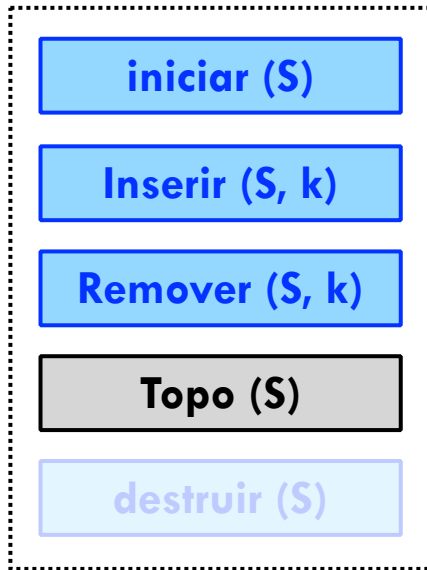 iniciar (S)
Inserir (S, k)
Remover (S, k)
Topo (S)
destruir (S)